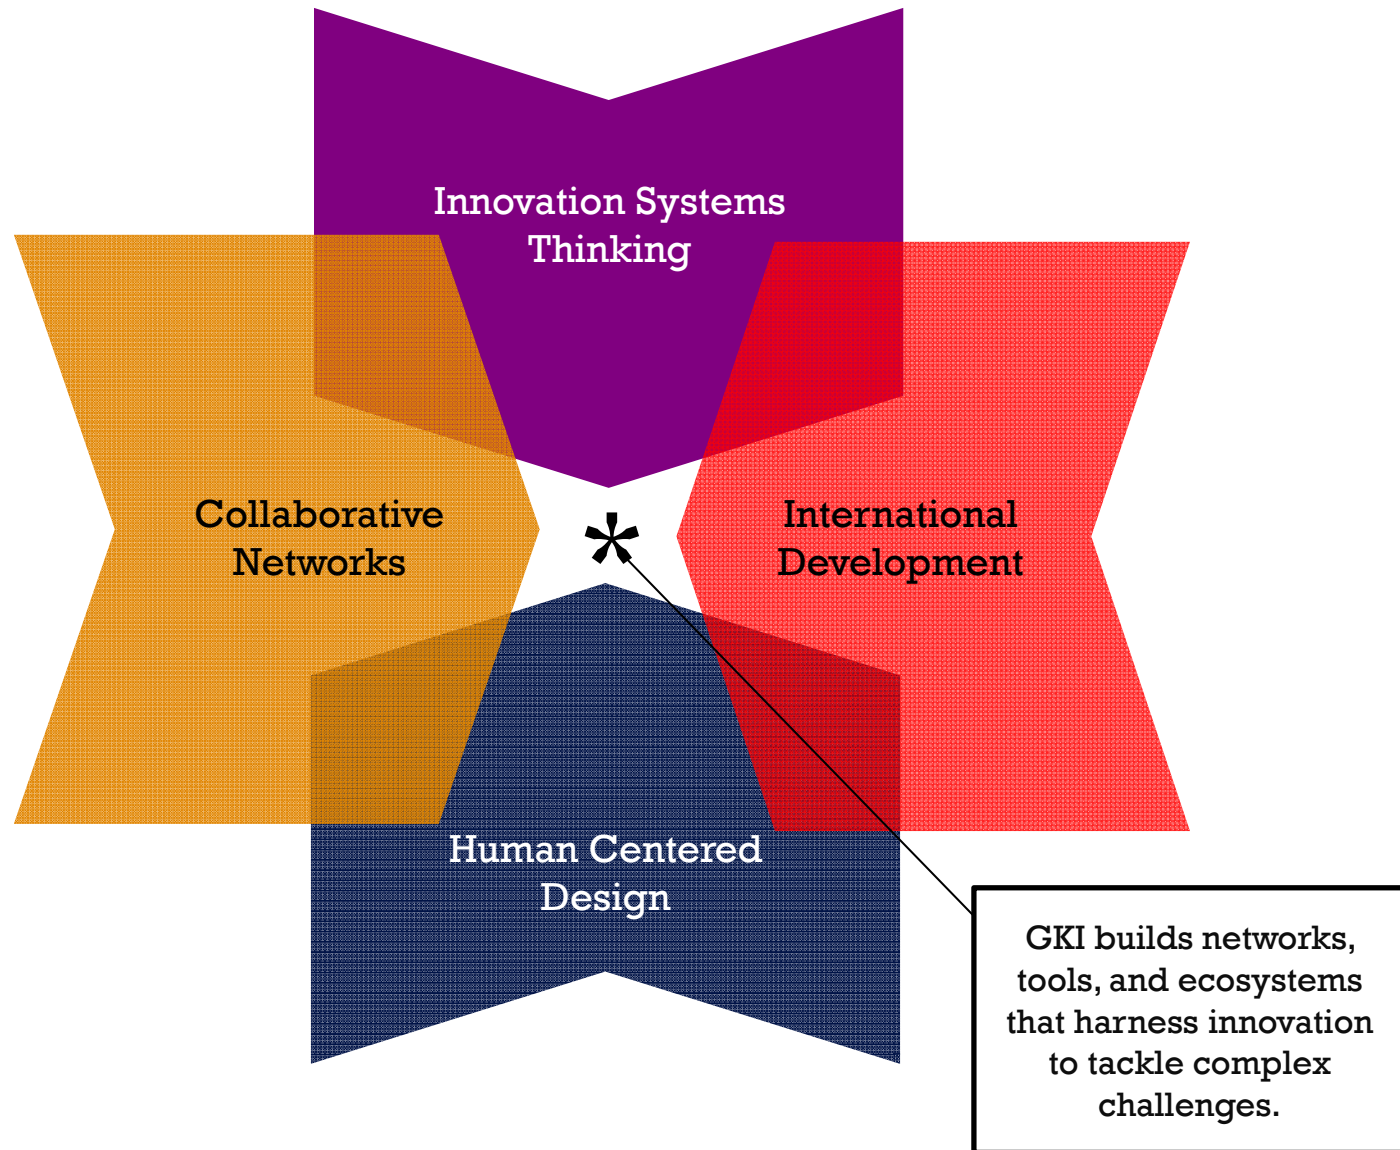 Innovation Systems
Thinking
Collaborative
Networks
*
International
Development
Human Centered
Design
GKI builds networks,
tools, and ecosystems
that harness innovation
to tackle complex
challenges.